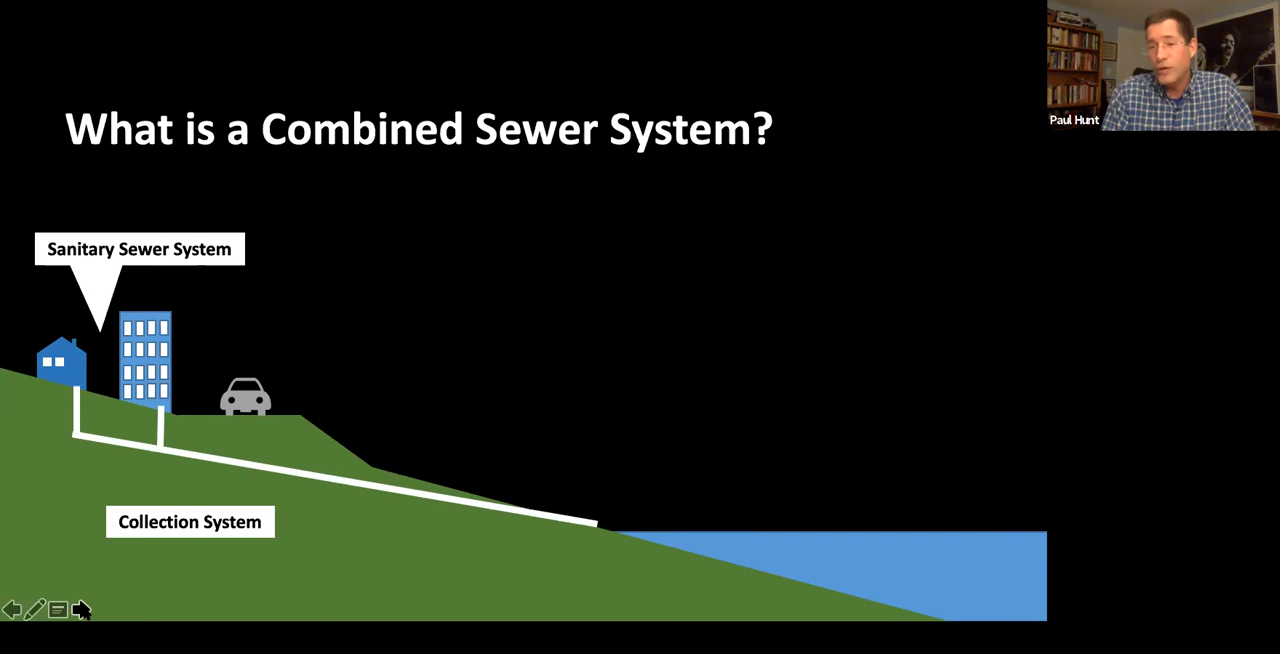 What is a Combined Sewer System?
Paul Hunt
Sanitary Sewer System
Collection System